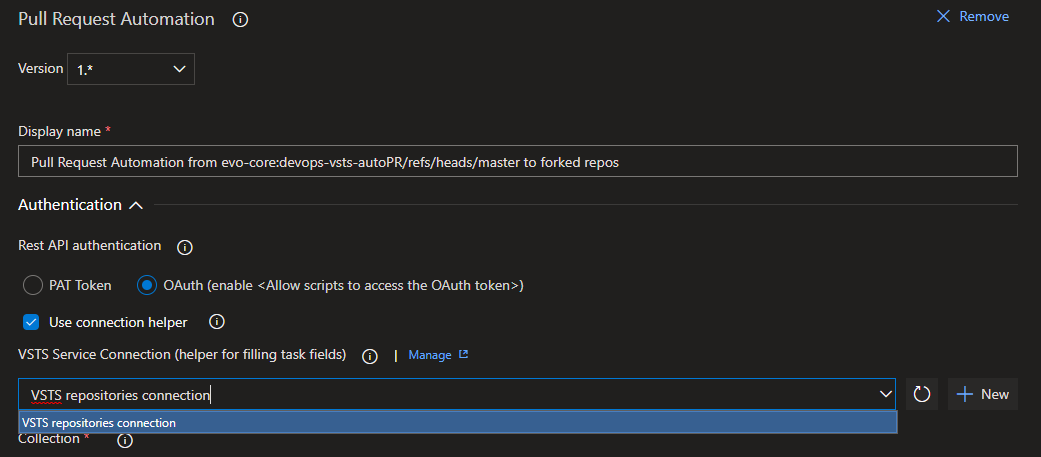 Pull Request Automation
Remove
Version 1.*
Display name *
Pull Request Automation from evo-core:devops-vsts-autoPR/refs/heads/master to forked repos
Authentication
Rest API authentication
PAT Token OAuth (enable <Allow scripts to access the OAuth token>)
Use connection helper
VSTS Service Connection (helper for filling task fields) | Manage
VSTS repositories connection
New
VSTS repositories connection
Collection *